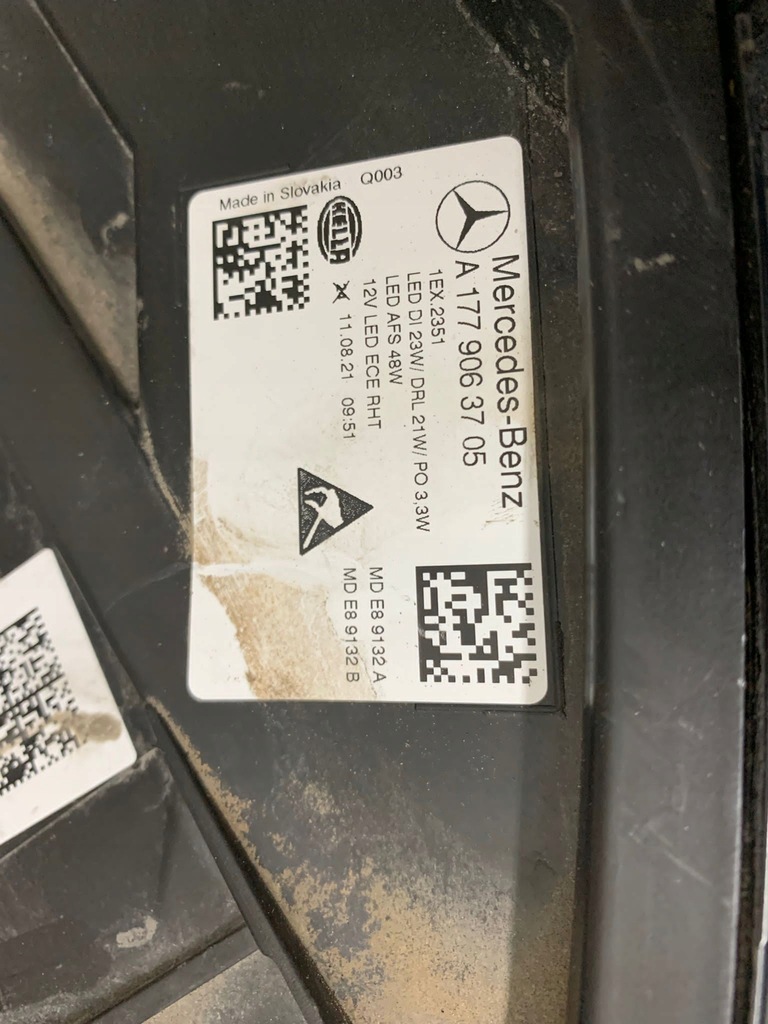 Mercedes-Benz
A 177 906 37 05
1EX.2351
LED DI 23W/ DRL 21W/ PO 3,3W
LED AFS 48W
12V LED ECE RHT
11.08.21 09:51
MD E8 9132 A
MD E8 9132 B
HELLA
Made in Slovakia Q003